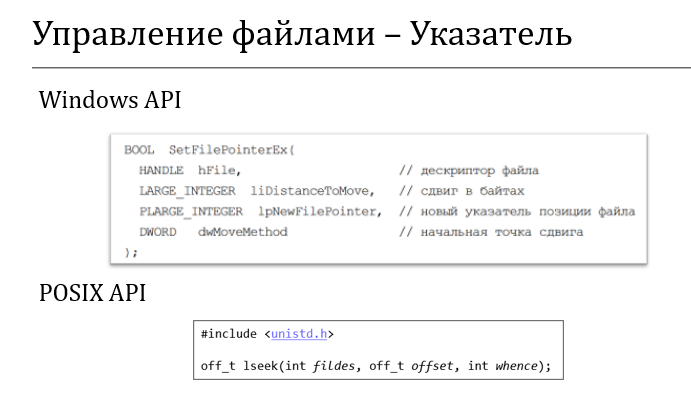 Управление файлами – Указатель
Windows API
BOOL SetFilePointerEx(
HANDLE hFile, // дескриптор файла
LARGE_INTEGER liDistanceToMove, // сдвиг в байтах
PLARGE_INTEGER lpNewFilePointer, // новый указатель позиции файла
DWORD dwMoveMethod // начальная точка сдвига
);
POSIX API
#include <unistd.h>
off_t lseek(int fildes, off_t offset, int whence);